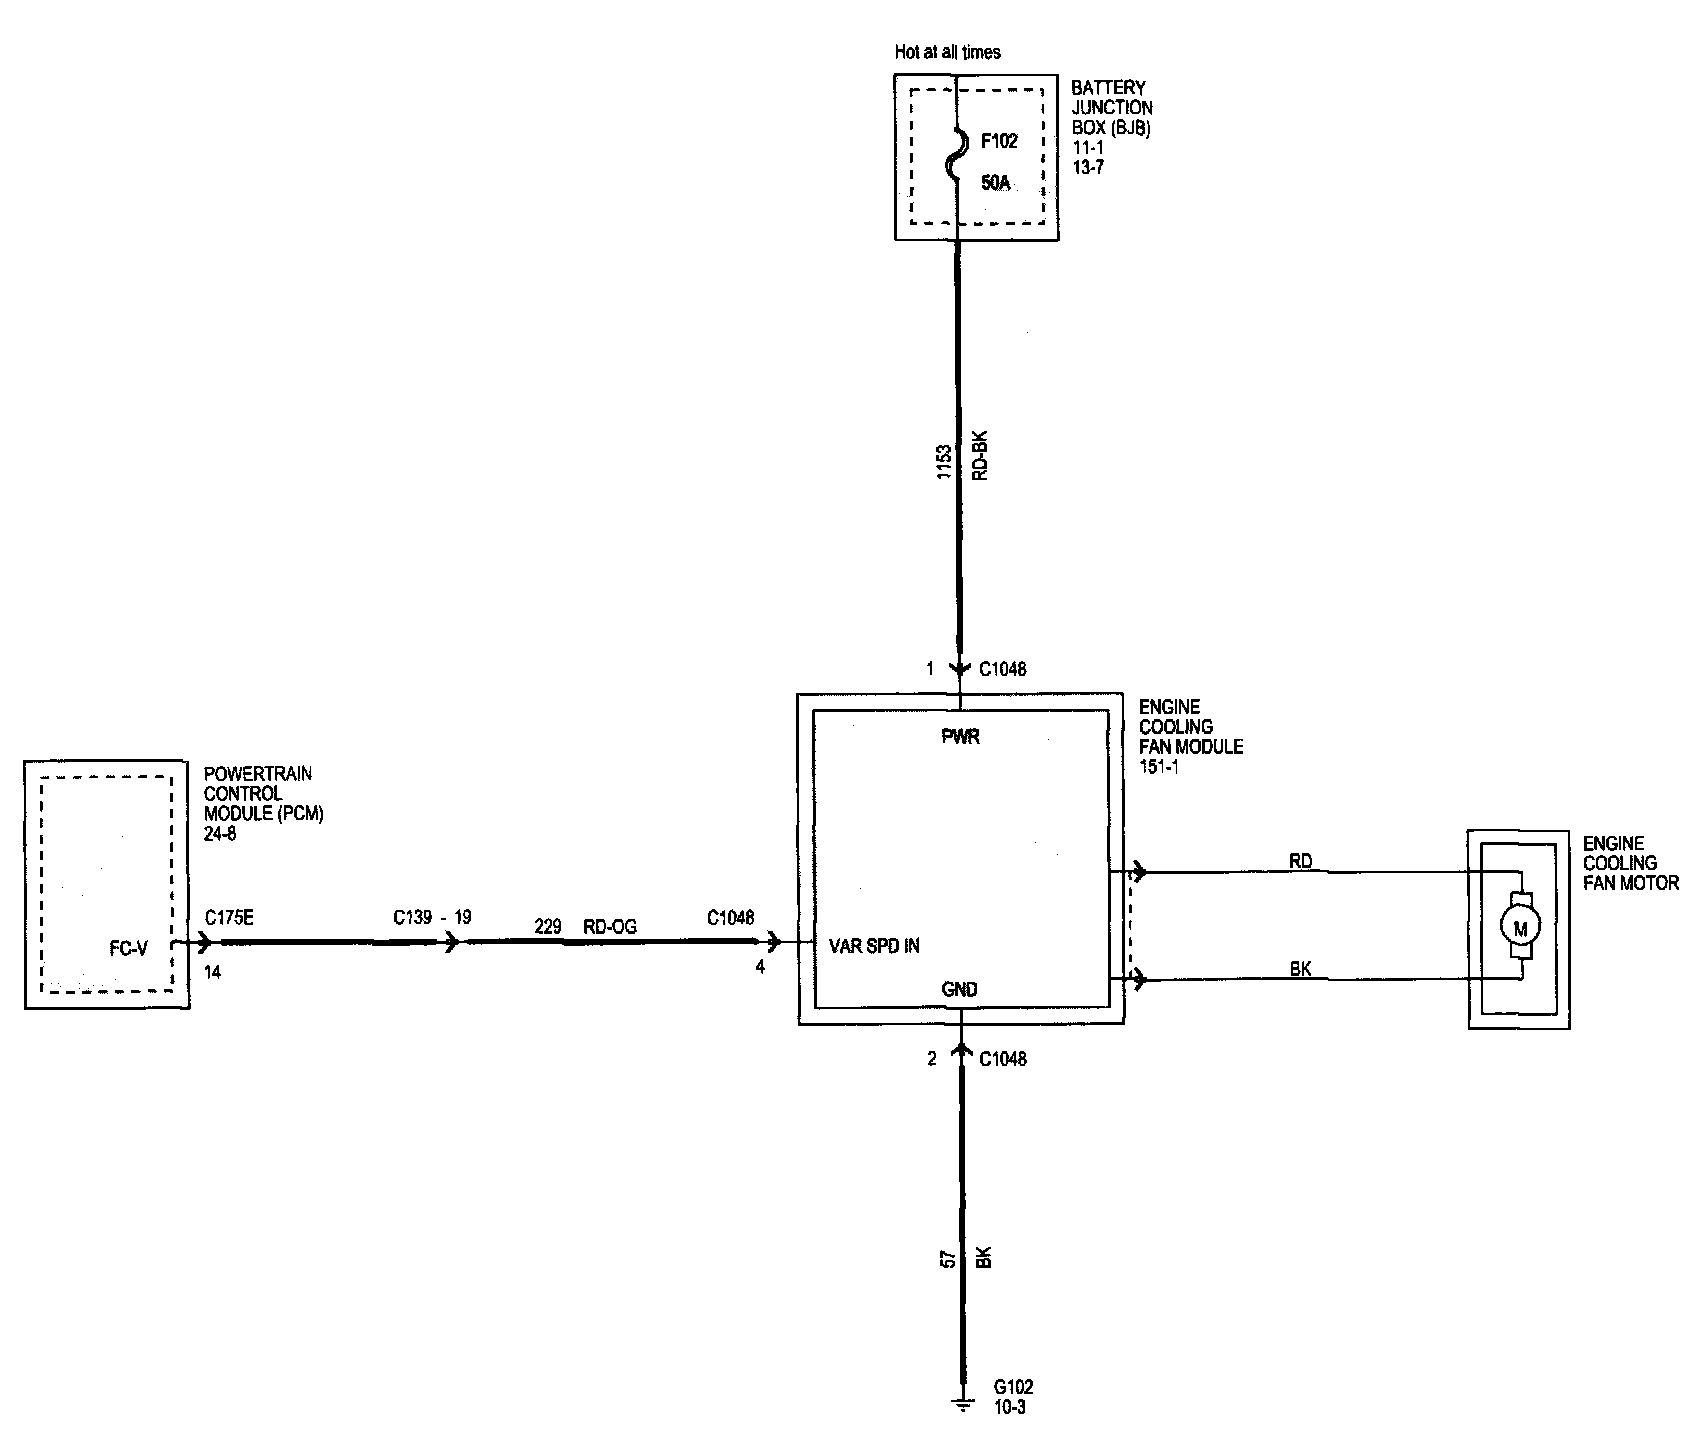 Hot at all times
BATTERY
JUNCTION
BOX (BJB)
11-1
13-7
F102
50A
1153
RD-BK
1
C1048
ENGINE
COOLING
FAN MODULE
151-1
PWR
POWERTRAIN
CONTROL
MODULE (PCM)
24-8
ENGINE
COOLING
FAN MOTOR
RD
C175E
C139 - 19
229 RD-OG
C1048
FC-V
14
4
VAR SPD IN
M
BK
GND
2
C1048
57
BK
G102
10-3